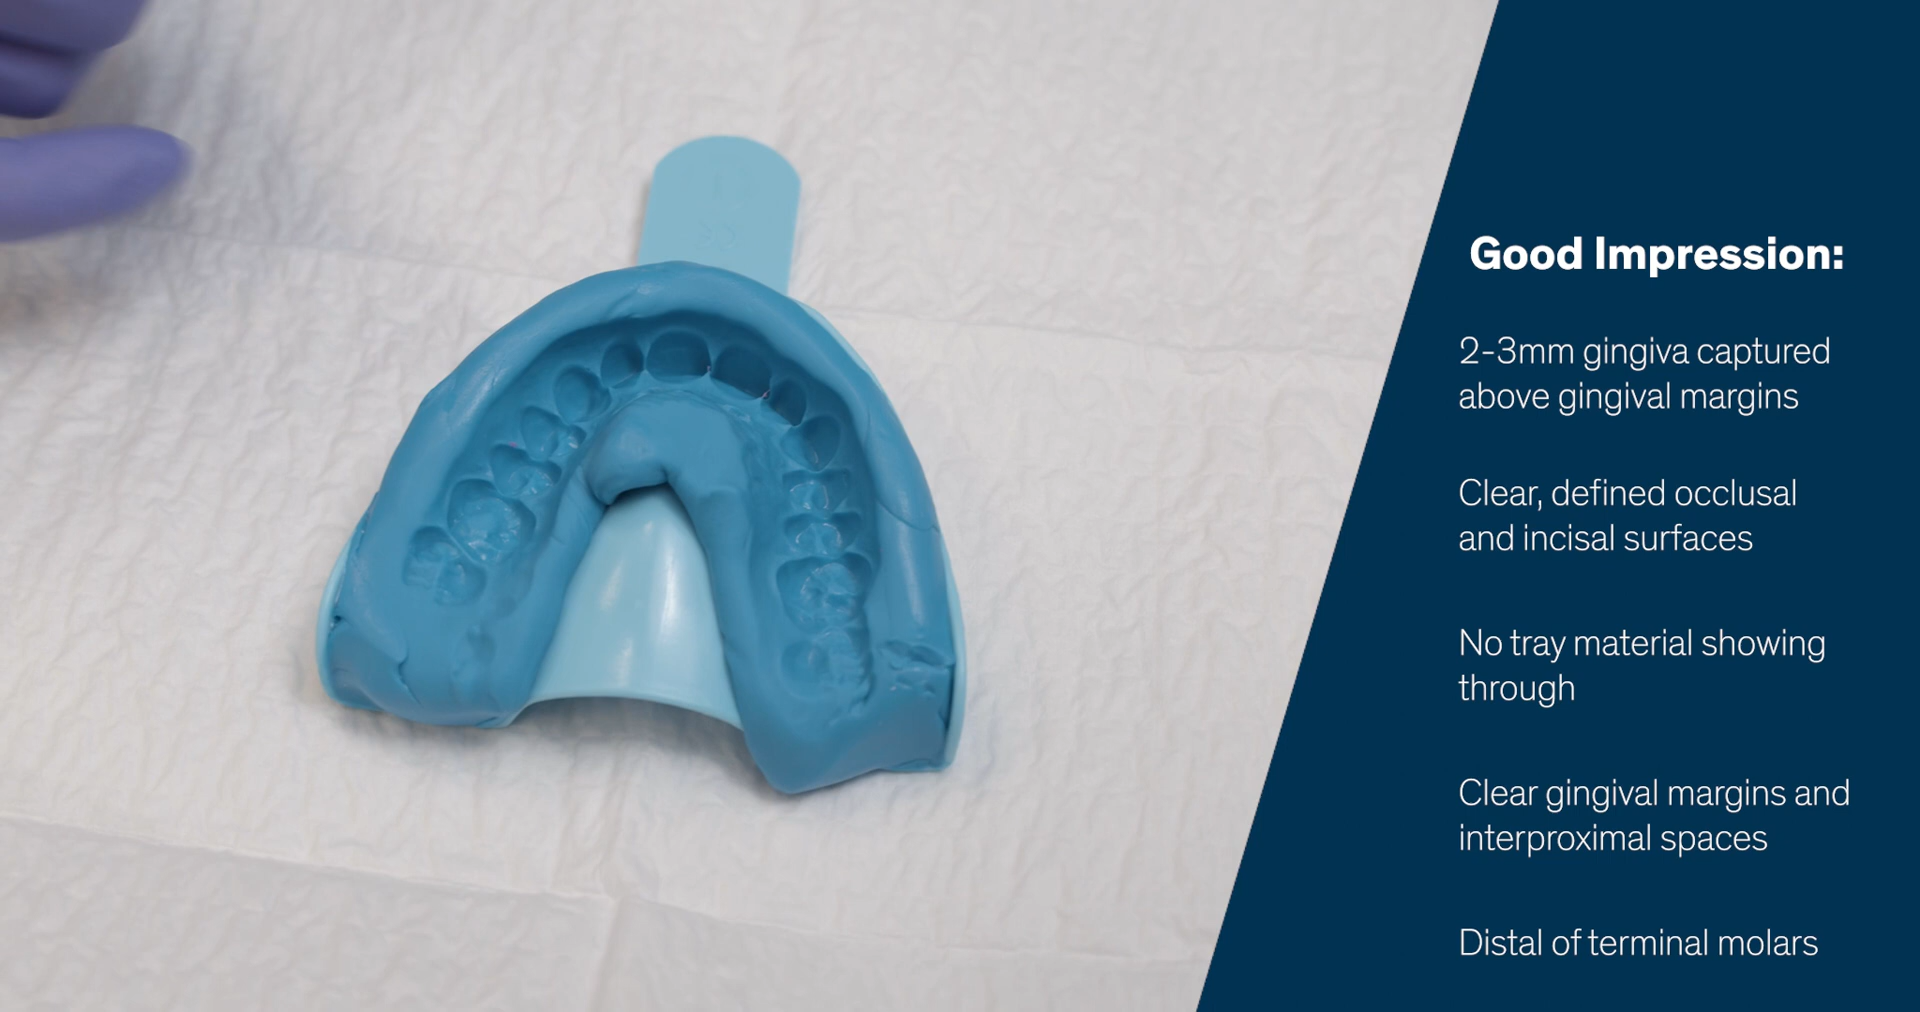 Good Impression:
2-3mm gingiva captured
above gingival margins
Clear, defined occlusal
and incisal surfaces
No tray material showing
through
Clear gingival margins and
interproximal spaces
Distal of terminal molars